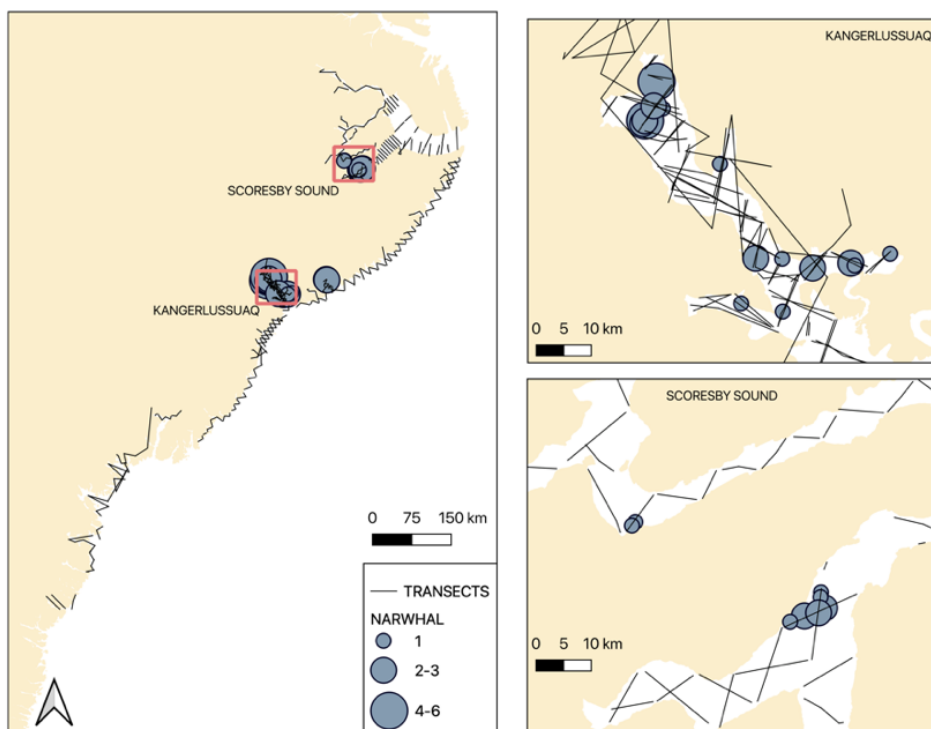 SCORESBY SOUND
KANGERLUSSUAQ
0 75 150 km
TRANSECTS
NARWHAL
1
2-3
4-6
KANGERLUSSUAQ
0 5 10 km
SCORESBY SOUND
0 5 10 km